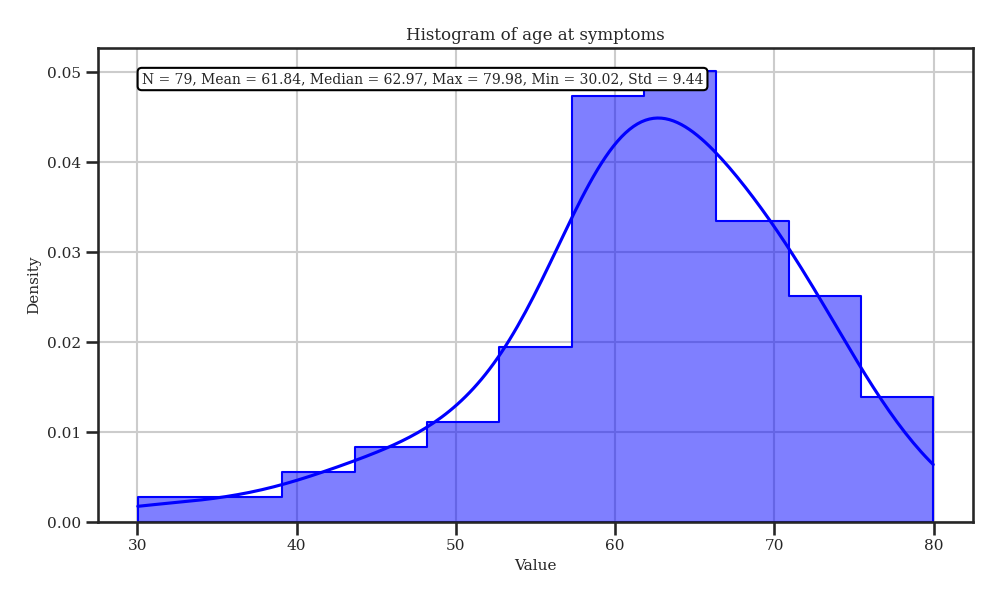 Histogram of age at symptoms
N = 79, Mean = 61.84, Median = 62.97, Max = 79.98, Min = 30.02, Std = 9.44
0.05
0.04
0.03
0.02
0.01
0.00
Density
30 40 50 60 70 80
Value